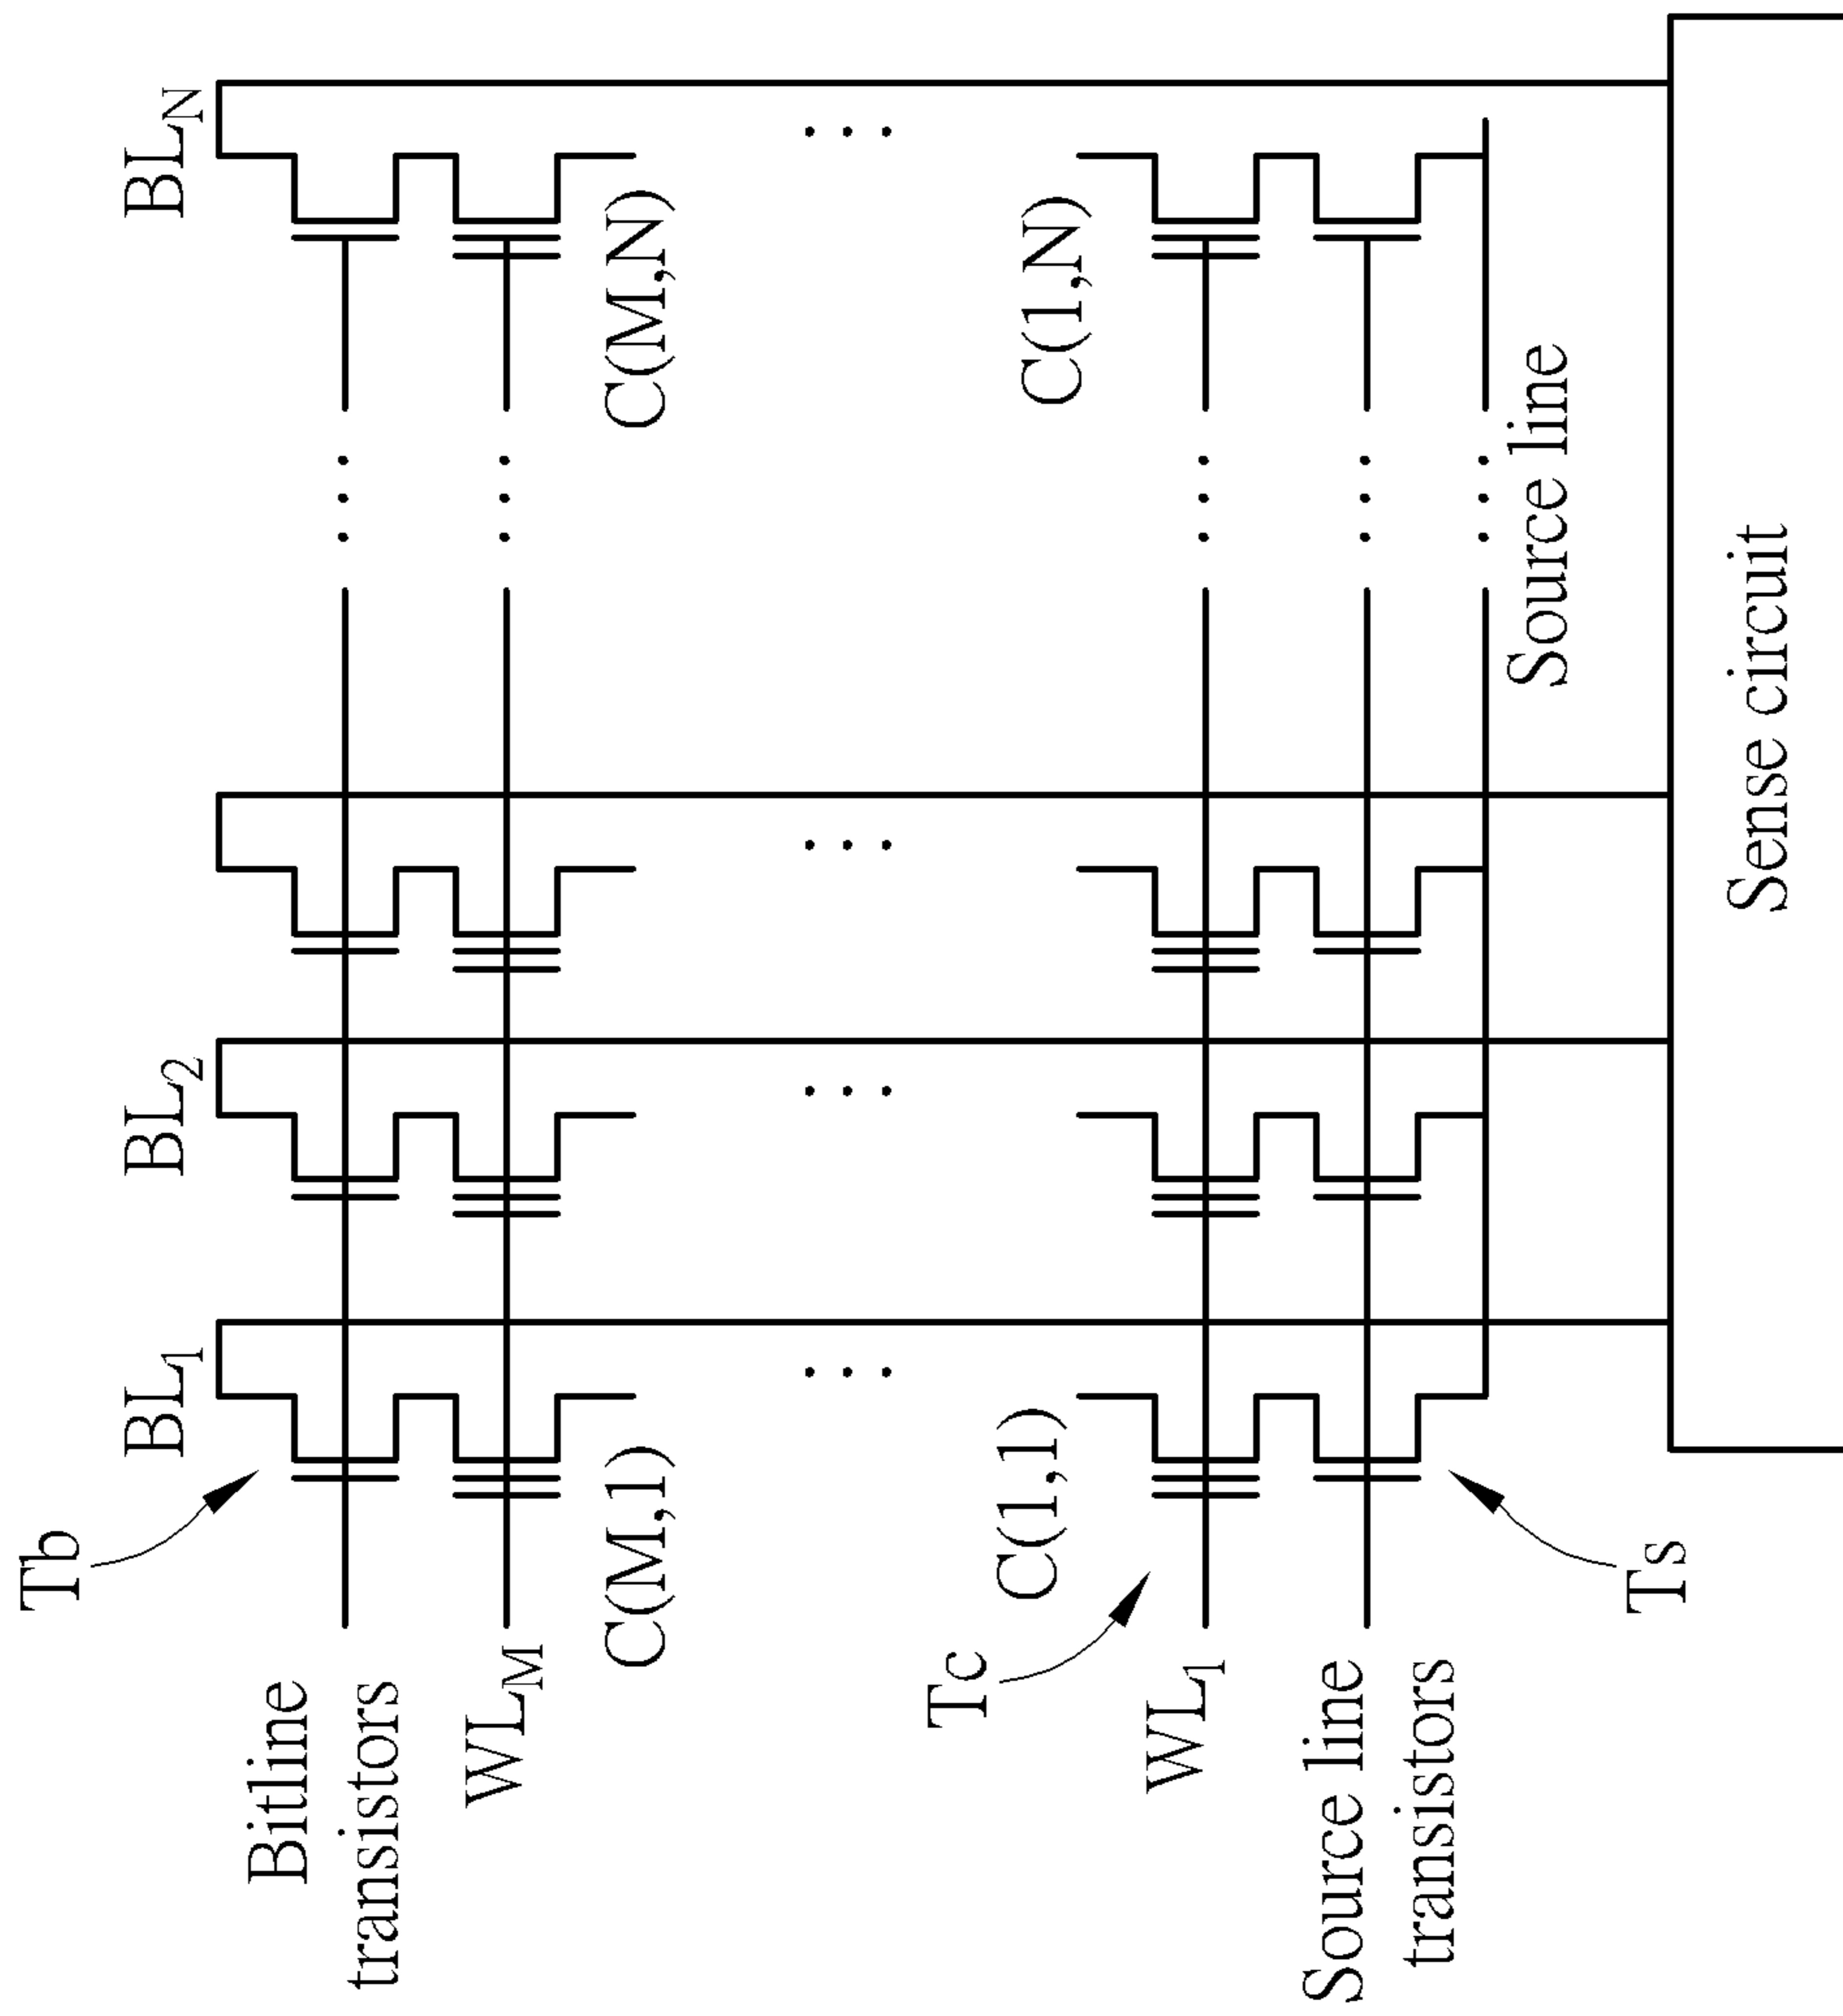 Tb
BL1
BL2
BLN
Bitline
transistors
WLM
C(M,1)
C(M,N)
Tc
C(1,1)
C(1,N)
WL1
Source line
transistors
Source line
Ts
Sense circuit